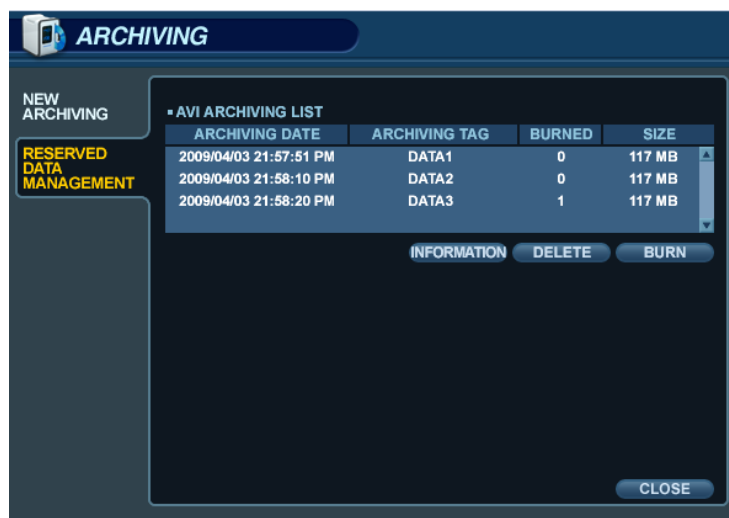 ARCHIVING
NEW
ARCHIVING
RESERVED
DATA
MANAGEMENT
▪ AVI ARCHIVING LIST
ARCHIVING DATE ARCHIVING TAG BURNED SIZE
2009/04/03 21:57:51 PM DATA1 0 117 MB
2009/04/03 21:58:10 PM DATA2 0 117 MB
2009/04/03 21:58:20 PM DATA3 1 117 MB
INFORMATION DELETE BURN
CLOSE